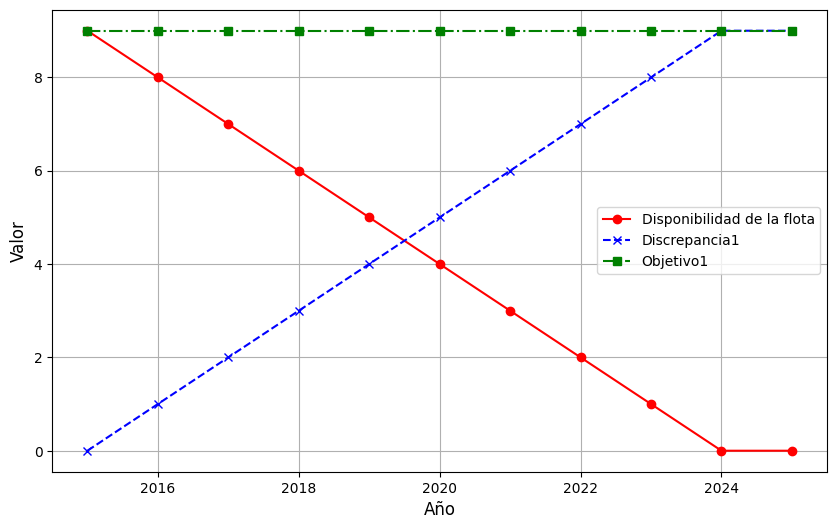 8
6
4
2
0
Valor
2016
2018
2020
2022
2024
Año
Disponibilidad de la flota
Discrepancia1
Objetivo1